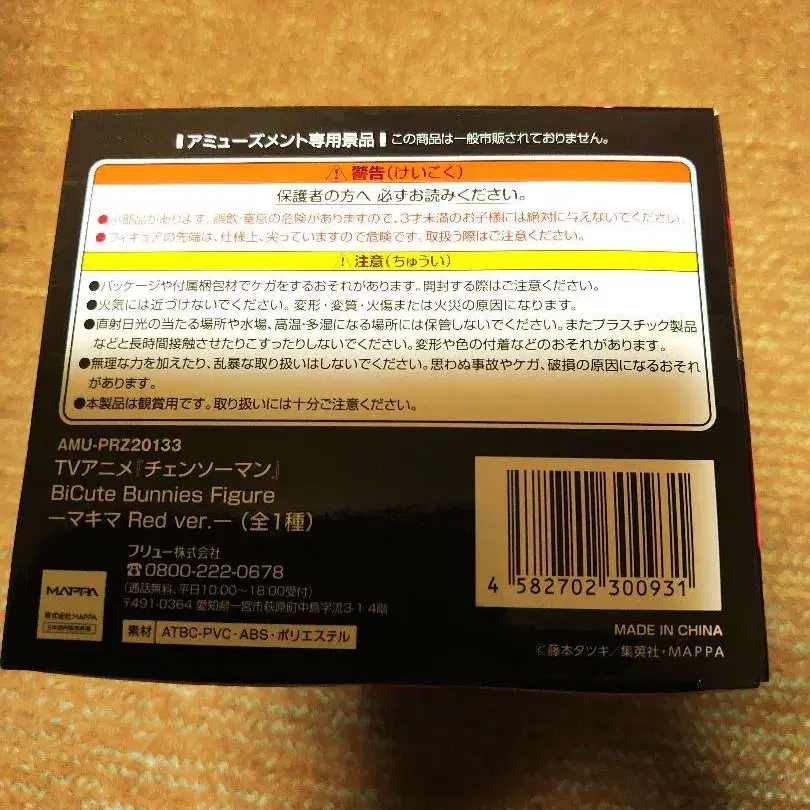 アミューズメント専用景品 この商品は一般市販されておりません。
⚠警告(けいごく)
保護者の方へ 必ずお読みください。
●小部品があります。誤飲・窒息の危険がありますので、3才未満のお子様には絶対に与えないでください。
●フィギュアの先端は、仕様上、尖っていますので危険です。取扱う際はご注意ください。
⚠注意(ちゅうい)
●パッケージや付属梱包材でケガをするおそれがあります。開封する際はご注意ください。
●火気には近づけないでください。変形・変質・火傷または火災の原因になります。
●直射日光の当たる場所や水場、高温・多湿になる場所には保管しないでください。またプラスチック製品
などと長時間接触させたりこすったりしないでください。変形や色の付着などのおそれがあります。
●無理な力を加えたり、乱暴な取り扱いはしないでください。思わぬ事故やケガ、破損の原因になるおそれ
があります。
●本製品は観賞用です。取り扱いには十分ご注意ください。
AMU-PRZ20133
TVアニメ『チェンソーマン』
BiCute Bunnies Figure
ーマキマ Red ver.ー (全1種)
フリュー株式会社
☎0800-222-0678
(通話無料、平日10:00~18:00受付)
〒491-0364 愛知県一宮市萩原町中島字流3-1 4階
素材 ATBC-PVC・ABS・ポリエステル
MAPPA
株式会社MAPPA
4 582702 300931
MADE IN CHINA
©藤本タツキ/集英社・MAPPA